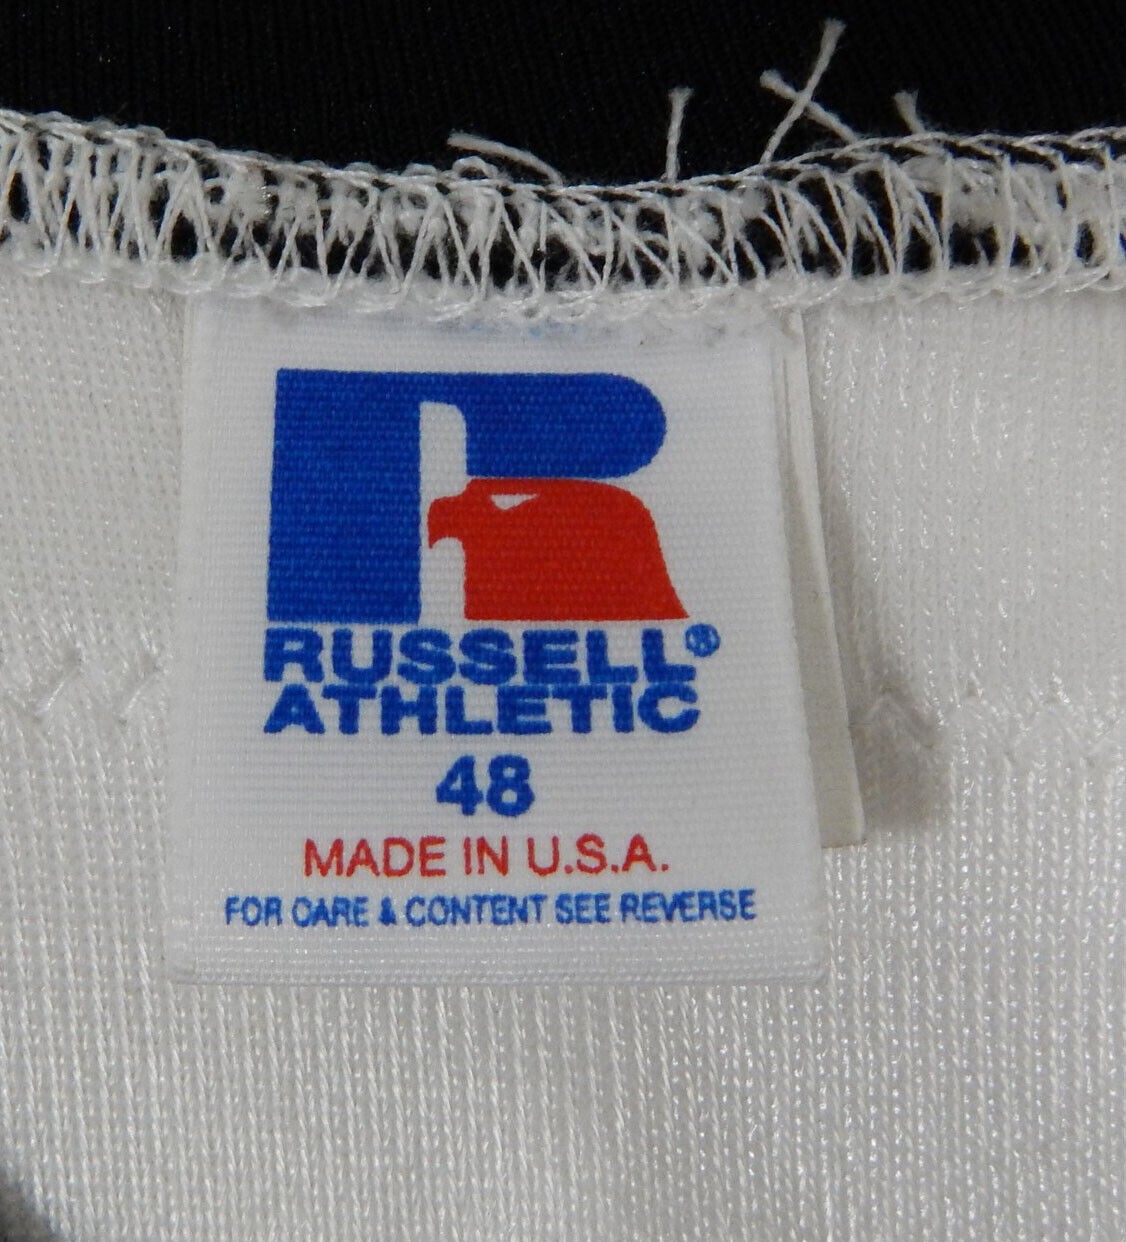 RUSSELL®
ATHLETIC
48
MADE IN U.S.A.
FOR CARE & CONTENT SEE REVERSE